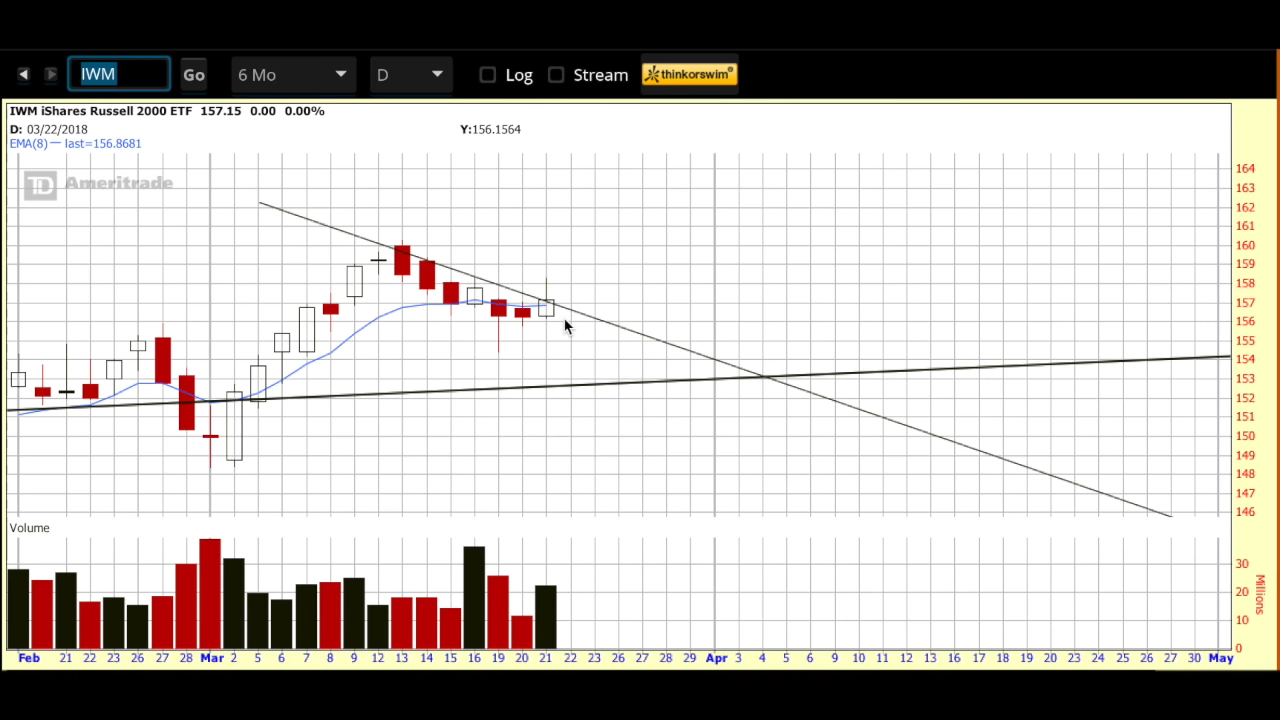 IWM Go 6 Mo D Log Stream thinkorswim®
IWM iShares Russell 2000 ETF 157.15 0.00 0.00%
D: 03/22/2018 Y:156.1564
EMA(8) — last=156.8681
TD Ameritrade
164
163
162
161
160
159
158
157
156
155
154
153
152
151
150
149
148
147
146
Volume
30
20
10
0
Millions
Feb 21 22 23 26 27 28 Mar 2 5 6 7 8 9 12 13 14 15 16 19 20 21 22 23 26 27 28 29 Apr 3 4 5 6 9 10 11 12 13 16 17 18 19 20 23 24 25 26 27 30 May